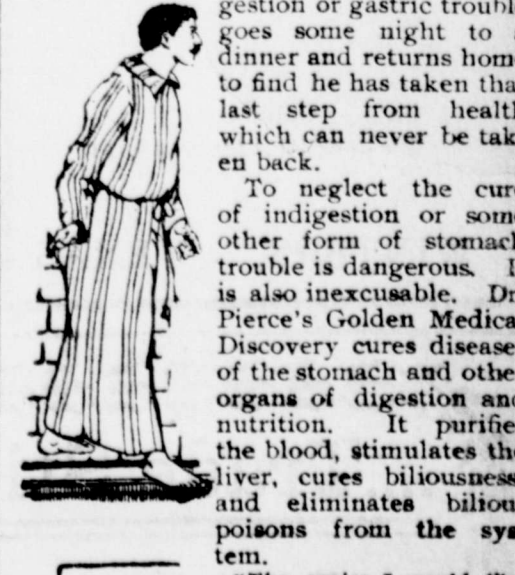 gestion or gastric troubl
goes some night to
dinner and returns hom
to find he has taken tha
last step from healt
which can never be tak
en back.
To neglect the cur
of indigestion or som
other form of stomac
trouble is dangerous. I
is also inexcusable. Dr
Pierce's Golden Medica
Discovery cures disease
of the stomach and othe
organs of digestion and
nutrition. It purifie
the blood, stimulates the
liver, cures biliousness
and eliminates biliou
poisons from the sys
tem.